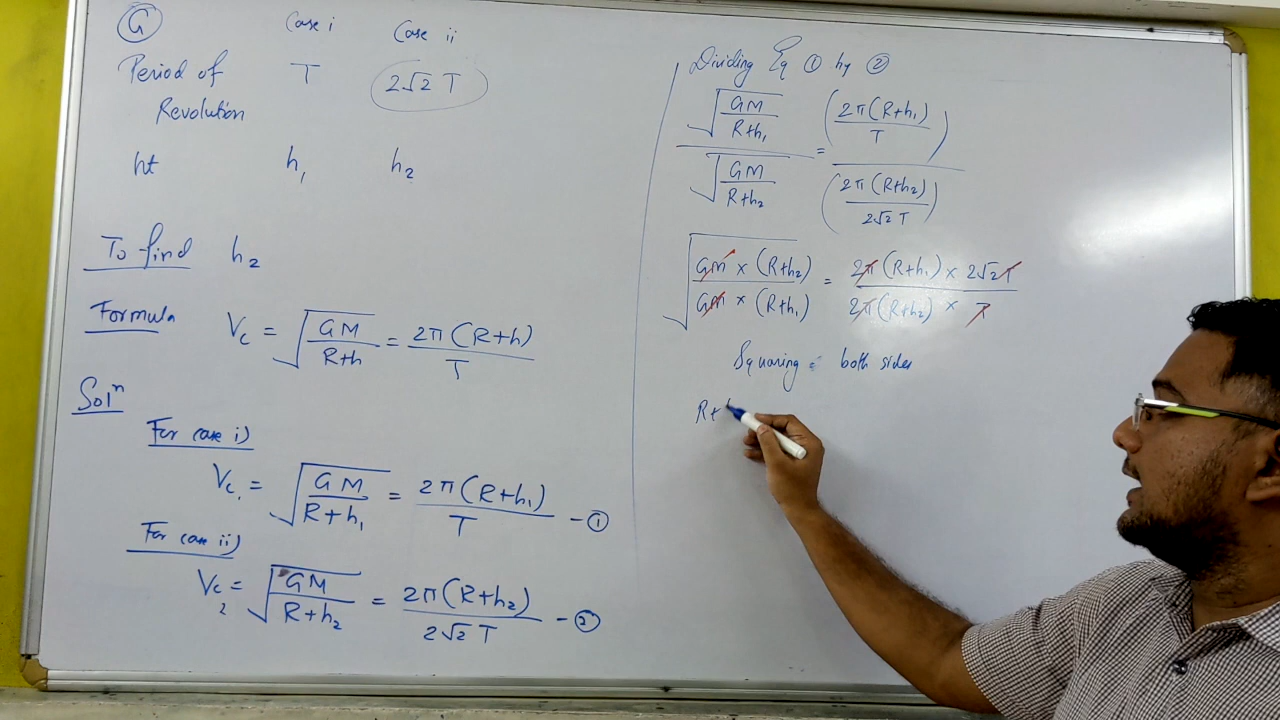 G
Case i Case ii
Period of Revolution T 2√2 T
ht h₁ h₂
To find h₂
Formula V_C = √(GM/(R+h)) = 2π(R+h)/T
Solⁿ
For case i)
V_C₁ = √(GM/(R+h₁)) = 2π(R+h₁)/T —①
For case ii)
V_C₂ = √(GM/(R+h₂)) = 2π(R+h₂)/(2√2 T) —②
Dividing Eq ① by ②
√(GM/(R+h₁)) / √(GM/(R+h₂)) = (2π(R+h₁)/T) / (2π(R+h₂)/(2√2 T))
√((GM × (R+h₂))/(GM × (R+h₁))) = (2π(R+h₁) × 2√2 T)/(2π(R+h₂) × T)
Squaring = both sides
R+